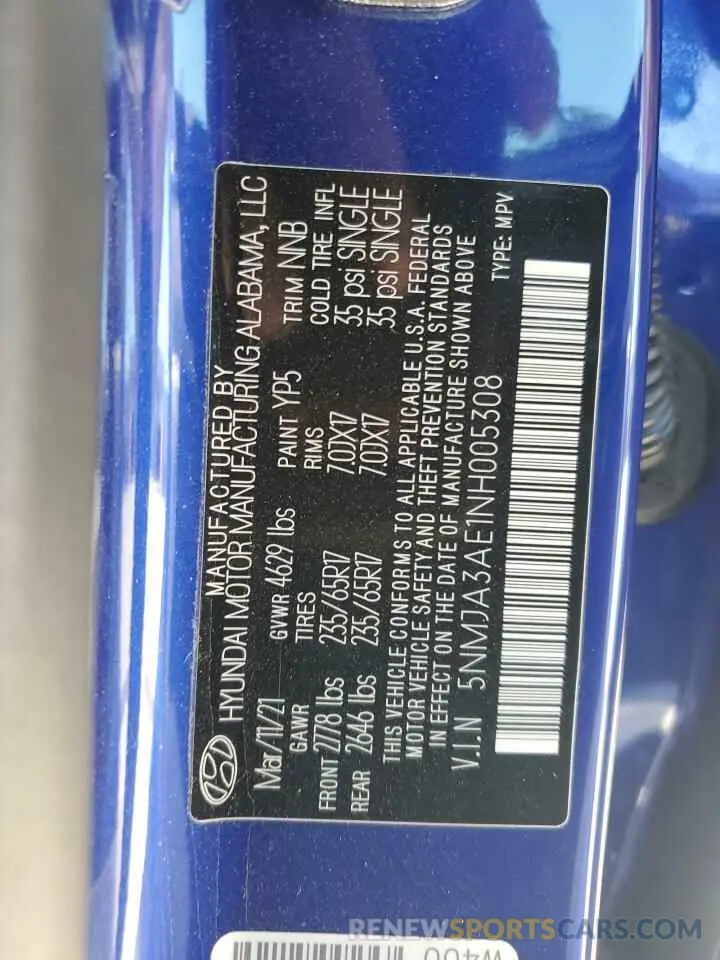 MANUFACTURED BY
HYUNDAI MOTOR MANUFACTURING ALABAMA, LLC
Mar/11/21 GVWR 4629 lbs PAINT YP5 TRIM NNB
GAWR TIRES RIMS COLD TIRE INFL
FRONT 2778 lbs 235/65R17 7.0JX17 35 psi SINGLE
REAR 2646 lbs 235/65R17 7.0JX17 35 psi SINGLE
THIS VEHICLE CONFORMS TO ALL APPLICABLE U.S.A. FEDERAL
MOTOR VEHICLE SAFETY AND THEFT PREVENTION STANDARDS
IN EFFECT ON THE DATE OF MANUFACTURE SHOWN ABOVE
V.I.N 5NMJA3AE1NH005308 TYPE: MPV
RENEWSPORTSCARS.COM